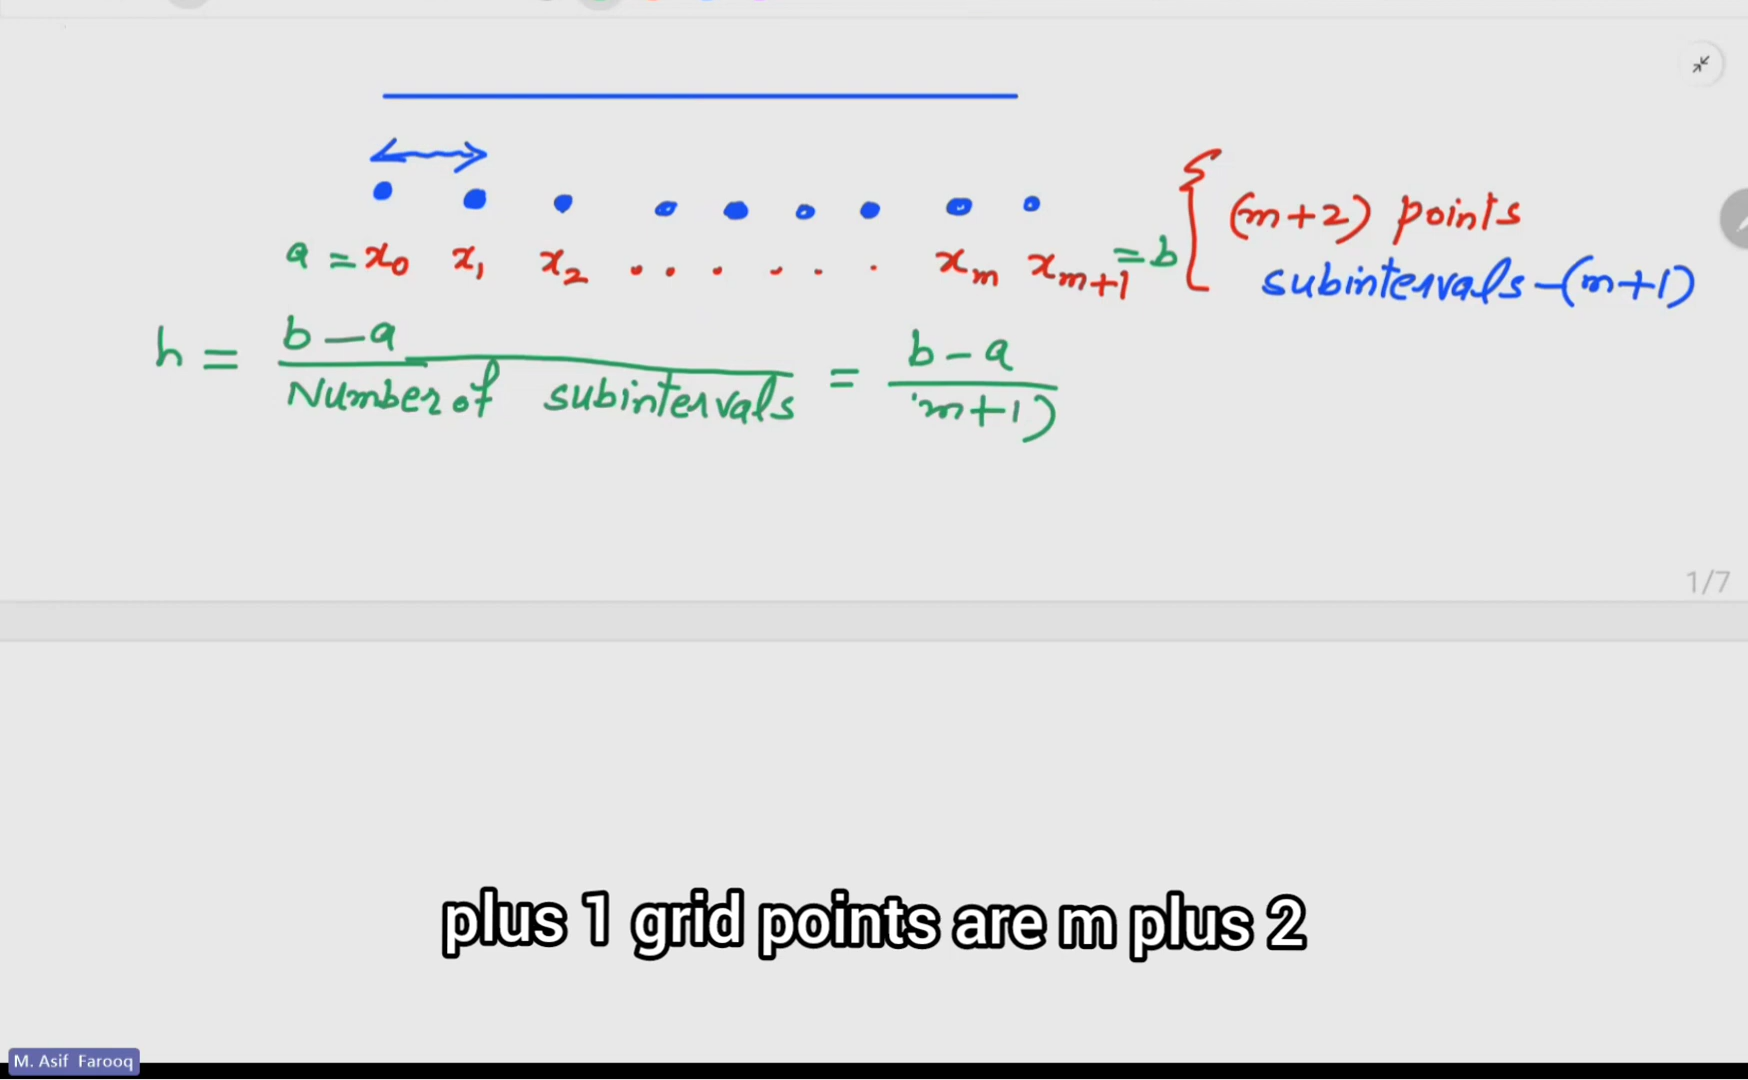 a = x₀ x₁ x₂ . . . . . . . xₘ xₘ₊₁ = b { (m+2) points
subintervals – (m+1)
h = b – a / Number of subintervals = b – a / (m+1)
1/7
plus 1 grid points are m plus 2
M. Asif Farooq